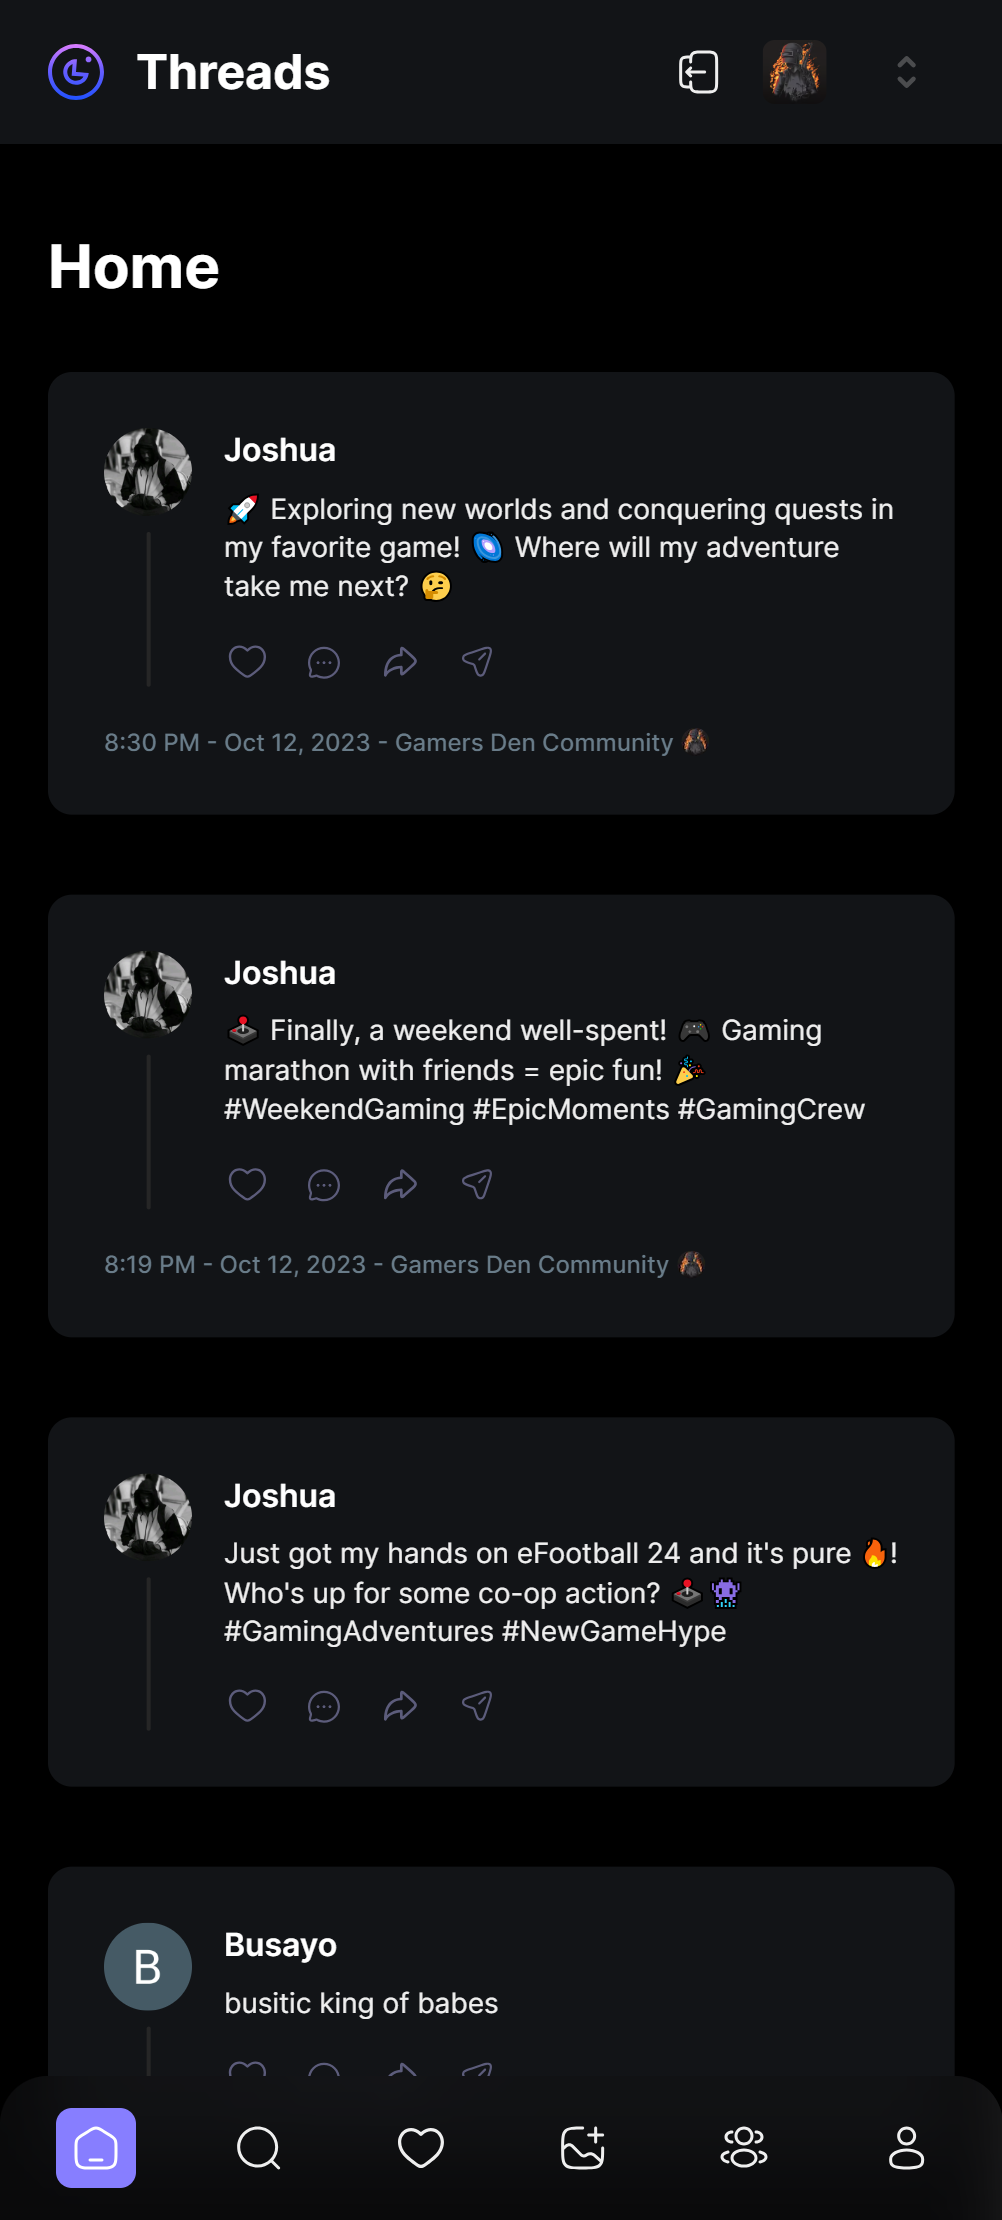 Threads
Home
Joshua
🚀 Exploring new worlds and conquering quests in
my favorite game! 🌀 Where will my adventure
take me next? 🤔
8:30 PM - Oct 12, 2023 - Gamers Den Community
Joshua
🕹️ Finally, a weekend well-spent! 🎮 Gaming
marathon with friends = epic fun! 🎉
#WeekendGaming #EpicMoments #GamingCrew
8:19 PM - Oct 12, 2023 - Gamers Den Community
Joshua
Just got my hands on eFootball 24 and it's pure 🔥!
Who's up for some co-op action? 🕹️👾
#GamingAdventures #NewGameHype
B
Busayo
busitic king of babes